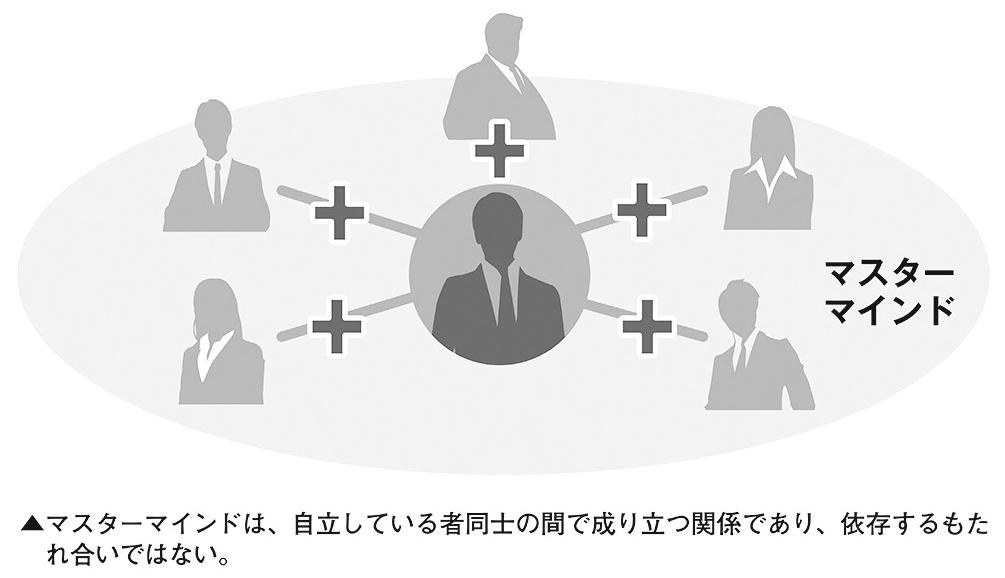 マスター
マインド
▲マスターマインドは、自立している者同士の間で成り立つ関係であり、依存するもた
れ合いではない。